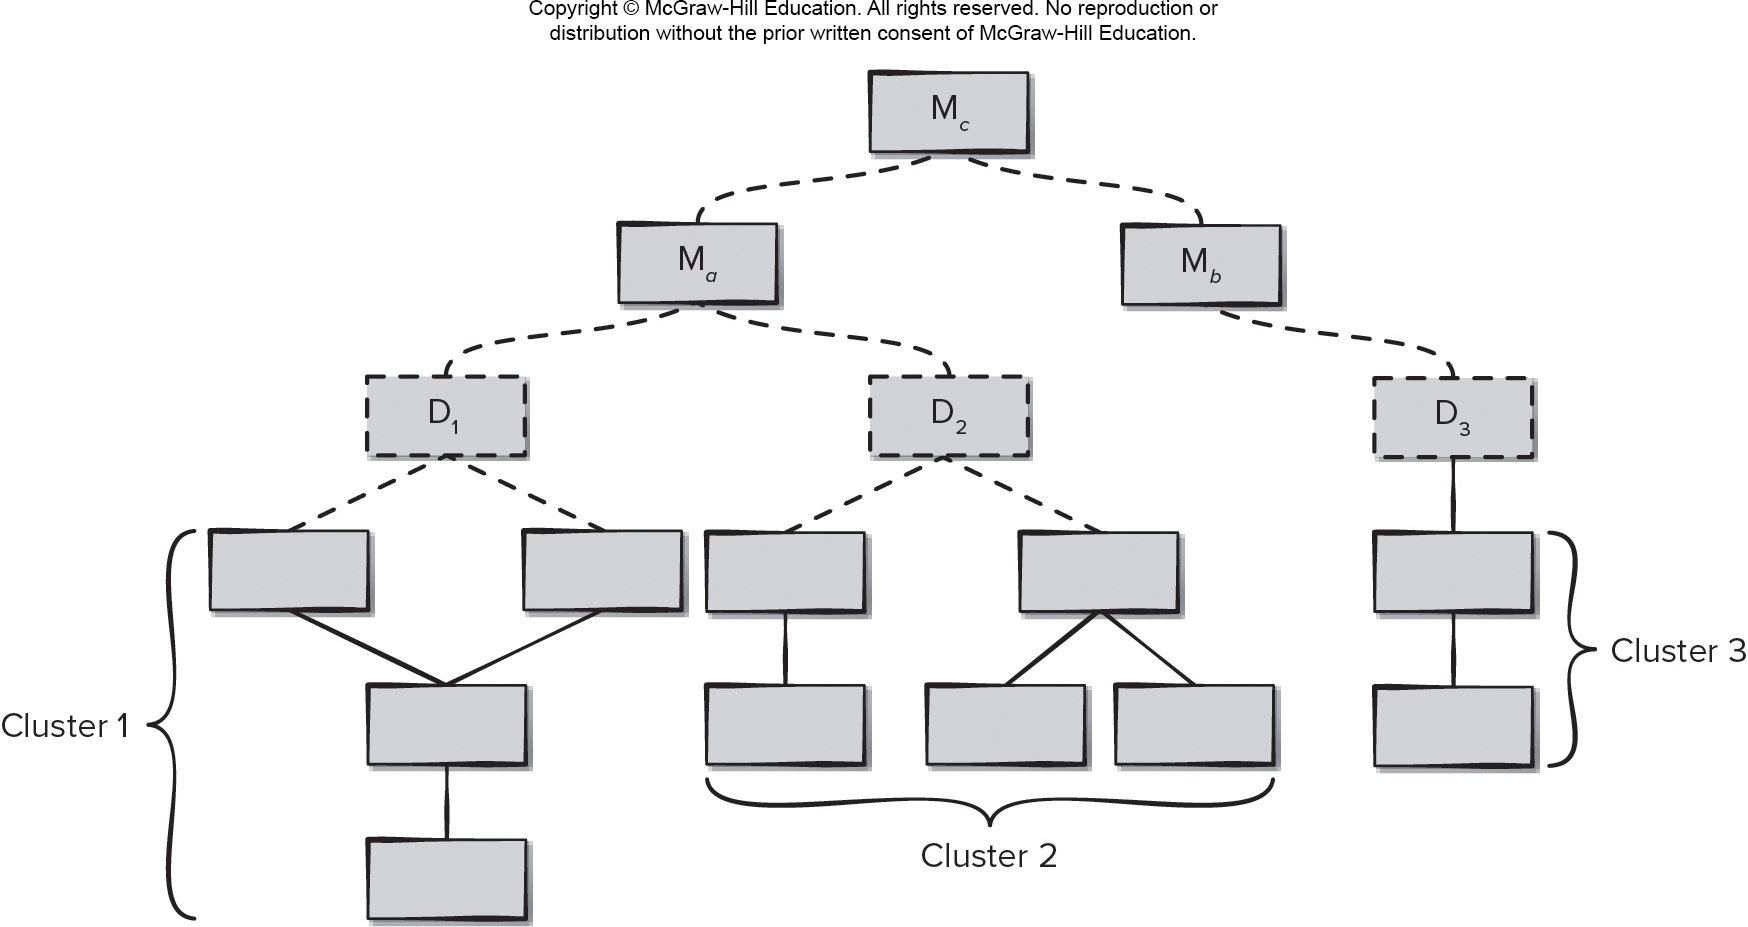 Copyright © McGraw-Hill Education. All rights reserved. No reproduction or
distribution without the prior written consent of McGraw-Hill Education.
Mc
Ma
Mb
D1
D2
D3
Cluster 3
Cluster 1
Cluster 2